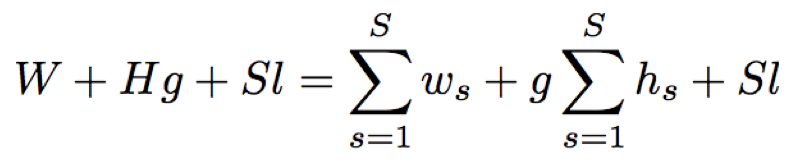 W + Hg + Sl = \sum_{s=1}^{S} w_s + g \sum_{s=1}^{S} h_s + Sl